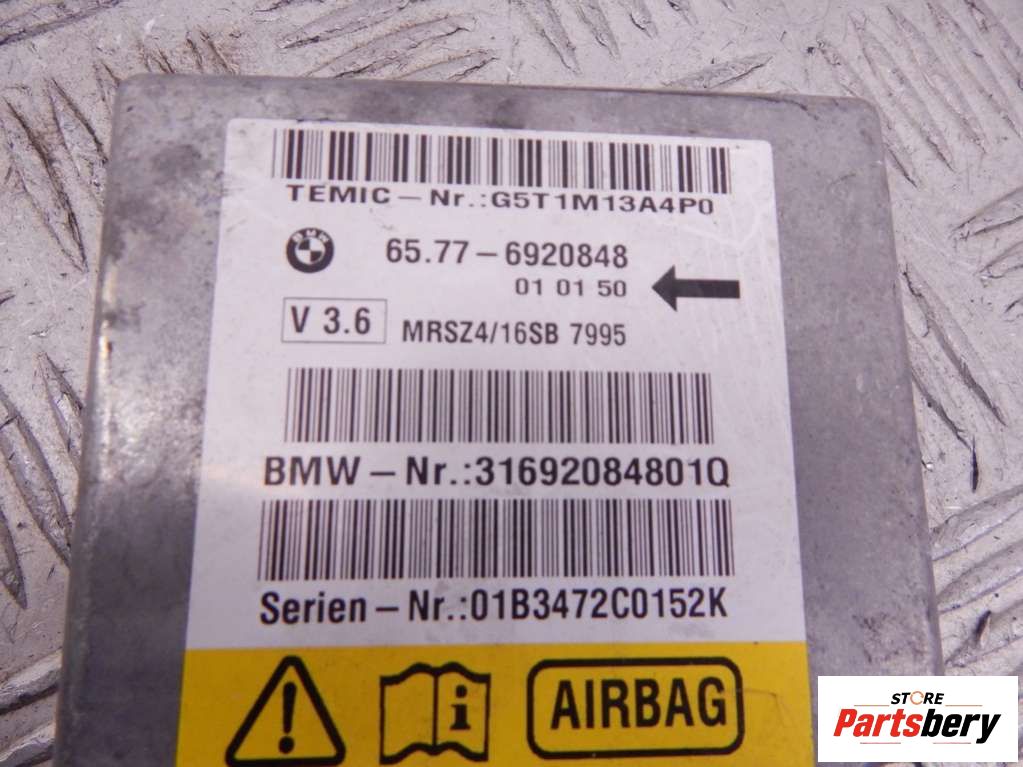 TEMIC-Nr.:G5T1M13A4P0
BMW
65.77-6920848
01 01 50
V 3.6
MRSZ4/16SB 7995
BMW-Nr.:31692084801Q
Serien-Nr.:01B3472C0152K
! i AIRBAG
STORE
Partsbery